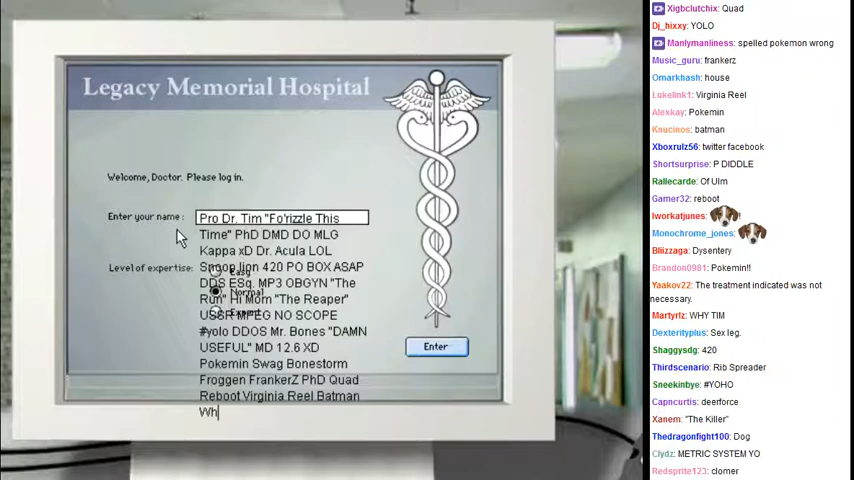 Legacy Memorial Hospital
Welcome, Doctor. Please log in.
Enter your name :
Pro Dr. Tim "Fo'rizzle This
Time" PhD DMD DO MLG
Kappa xD Dr. Acula LOL
Snoop lion 420 PO BOX ASAP
DDS ESq. MP3 OBGYN "The
Run" Hi Mom "The Reaper"
USSR MPEG NO SCOPE
#yolo DDOS Mr. Bones "DAMN
USEFUL" MD 12.6 XD
Pokemin Swag Bonestorm
Froggen FrankerZ PhD Quad
Reboot Virginia Reel Batman
Wh
Level of expertise:
Easy
Normal
Expert
Enter
Xigbclutchix: Quad
Dj_hixxy: YOLO
Manlymanliness: spelled pokemon wrong
Music_guru: frankerz
Omarkhash: house
Lukelink1: Virginia Reel
Alexkay: Pokemin
Knucinos: batman
Xboxrulz56: twitter facebook
Shortsurprise: P DIDDLE
Rallecarde: Of Ulm
Gamer32: reboot
Iworkatjunes: !
Monochrome_jones:
Bliizzaga: Dysentery
Brandon0981: Pokemin!!
Yaakov22: The treatment indicated was not
necessary.
Martyrlz: WHY TIM
Dexterityplus: Sex leg.
Shaggysdg: 420
Thirdscenario: Rib Spreader
Sneekinbye: #YOHO
Capncurtis: deerforce
Xanem: "The Killer"
Thedragonfight100: Dog
Clydz: METRIC SYSTEM YO
Redsprite123: clomer